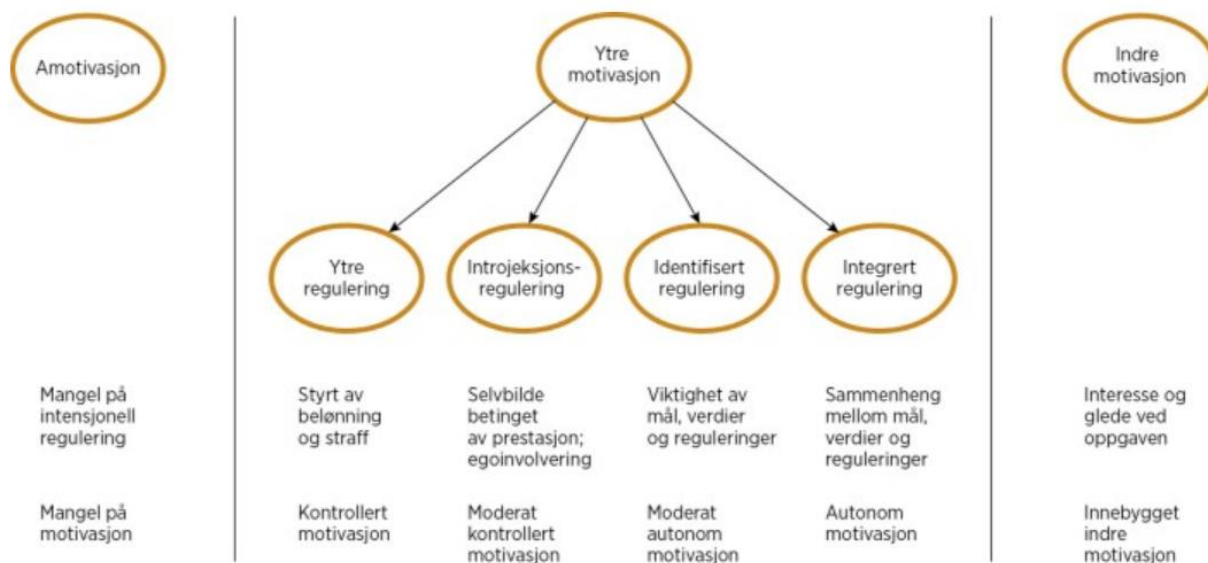 Amotivasjon
Ytre
motivasjon
Indre
motivasjon
Ytre
regulering
Introjeksjons-
regulering
Identifisert
regulering
Integrert
regulering
Mangel på
intensjonell
regulering
Styrt av
belønning
og straff
Selvbilde
betinget
av prestasjon;
egoinvolvering
Viktighet av
mål, verdier
og reguleringer
Sammenheng
mellom mål,
verdier og
reguleringer
Interesse og
glede ved
oppgaven
Mangel på
motivasjon
Kontrollert
motivasjon
Moderat
kontrollert
motivasjon
Moderat
autonom
motivasjon
Autonom
motivasjon
Innebygget
indre
motivasjon